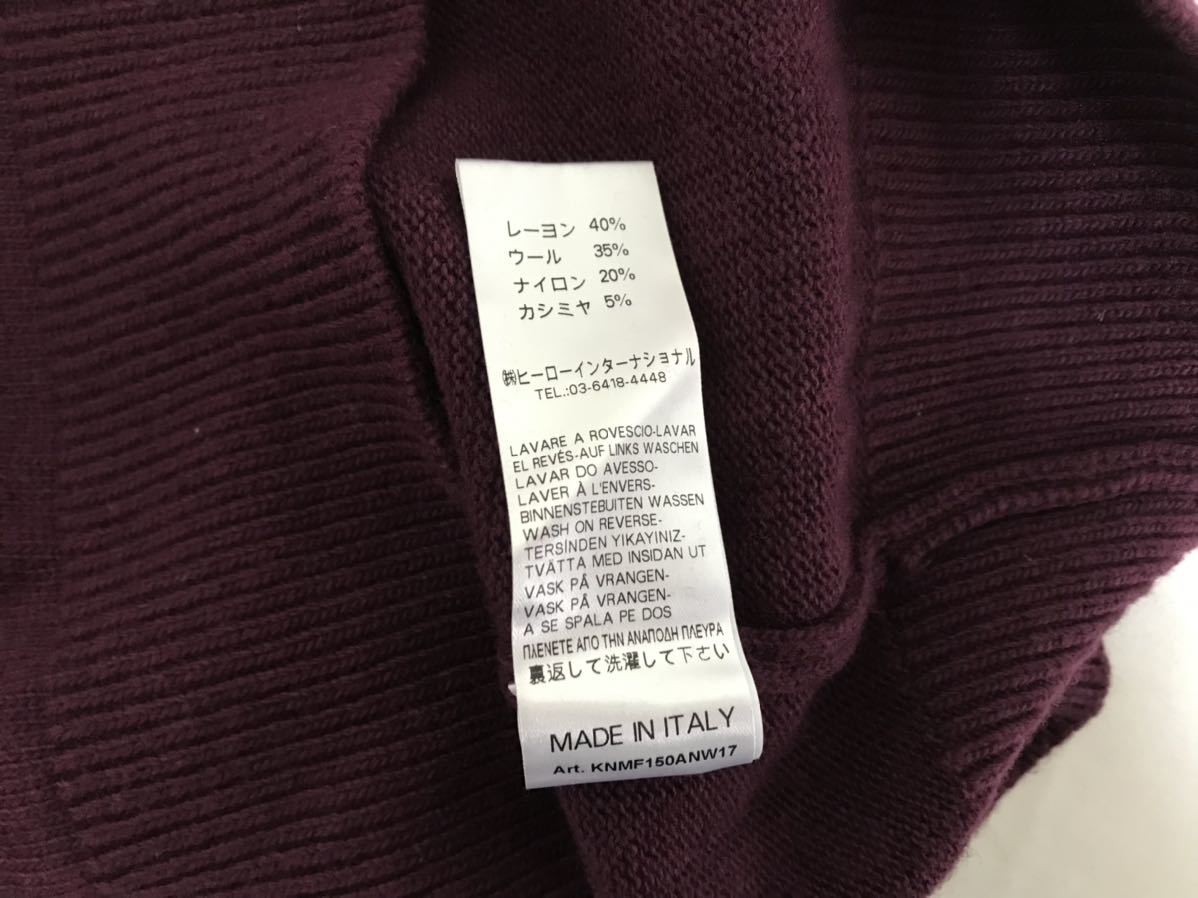 レーヨン 40%
ウール 35%
ナイロン 20%
カシミヤ 5%
㈱ヒーローインターナショナル
TEL.:03-6418-4448
LAVARE A ROVESCIO-LAVAR
EL REVÉS-AUF LINKS WASCHEN
LAVAR DO AVESSO-
LAVER À L'ENVERS-
BINNENSTEBUITEN WASSEN
WASH ON REVERSE-
TERSİNDEN YIKAYINIZ-
TVÄTTA MED INSIDAN UT
VASK PÅ VRANGEN-
VASK PÅ VRANGEN-
A SE SPALA PE DOS
ΠΛΕΝΕΤΕ ΑΠΟ ΤΗΝ ΑΝΑΠΟΔΗ ΠΛΕΥΡΑ
裏返して洗濯して下さい
MADE IN ITALY
Art. KNMF150ANW17